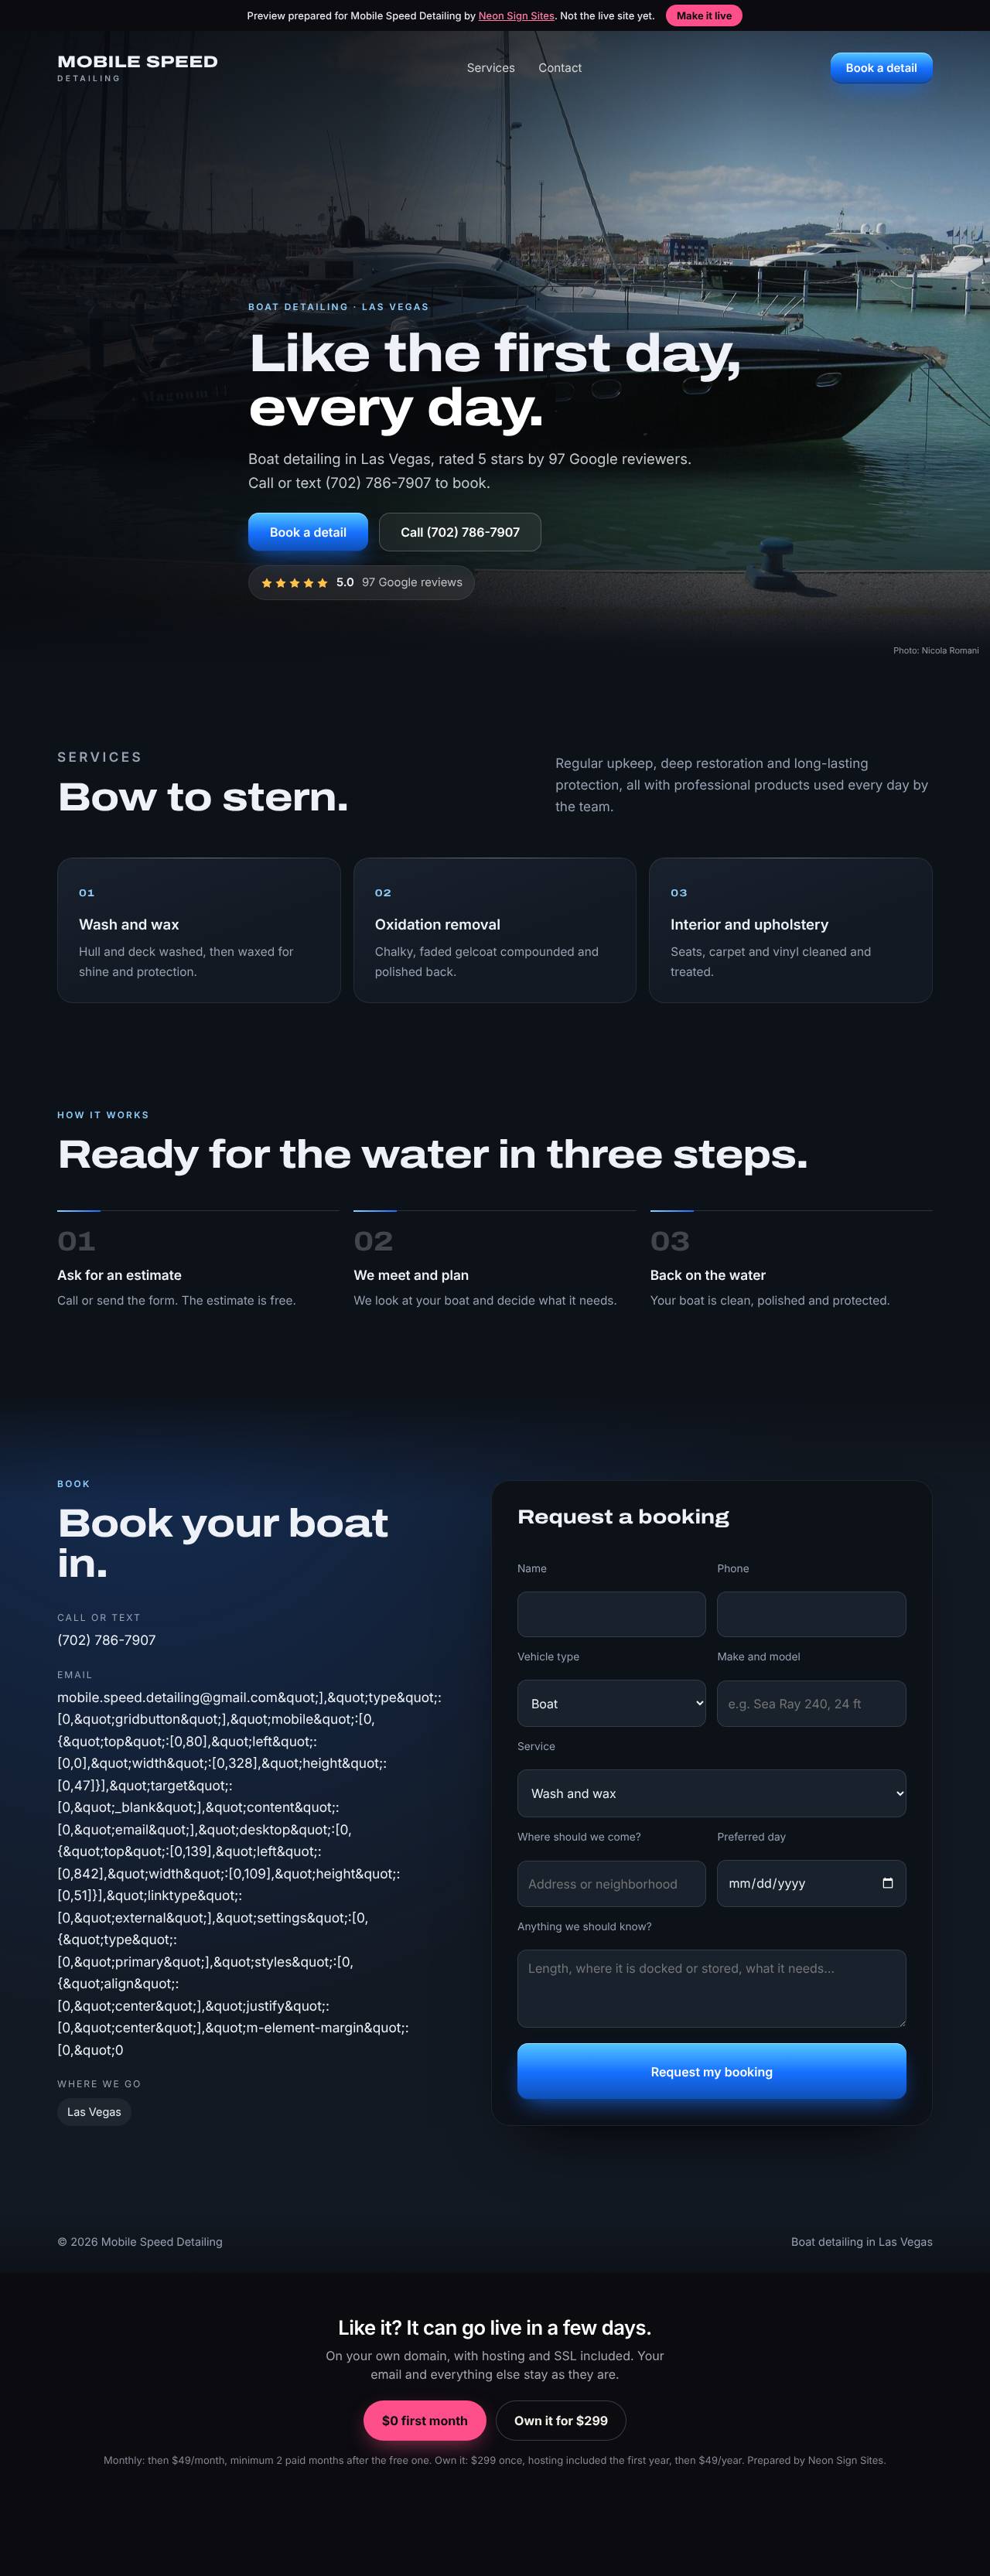 Preview prepared for Mobile Speed Detailing by Neon Sign Sites. Not the live site yet. Make it live
MOBILE SPEED
DETAILING
Services Contact
Book a detail
BOAT DETAILING · LAS VEGAS
Like the first day,
every day.
Boat detailing in Las Vegas, rated 5 stars by 97 Google reviewers.
Call or text (702) 786-7907 to book.
Book a detail Call (702) 786-7907
5.0 97 Google reviews
Photo: Nicola Romani
SERVICES
Bow to stern.
Regular upkeep, deep restoration and long-lasting
protection, all with professional products used every day by
the team.
01
Wash and wax
Hull and deck washed, then waxed for
shine and protection.
02
Oxidation removal
Chalky, faded gelcoat compounded and
polished back.
03
Interior and upholstery
Seats, carpet and vinyl cleaned and
treated.
HOW IT WORKS
Ready for the water in three steps.
01
Ask for an estimate
Call or send the form. The estimate is free.
02
We meet and plan
We look at your boat and decide what it needs.
03
Back on the water
Your boat is clean, polished and protected.
BOOK
Book your boat
in.
CALL OR TEXT
(702) 786-7907
EMAIL
mobile.speed.detailing@gmail.com&quot;],&quot;type&quot;:
[0,&quot;gridbutton&quot;],&quot;mobile&quot;:[0,
{&quot;top&quot;:[0,80],&quot;left&quot;:
[0,0],&quot;width&quot;:[0,328],&quot;height&quot;:
[0,47]}],&quot;target&quot;:
[0,&quot;_blank&quot;],&quot;content&quot;:
[0,&quot;email&quot;],&quot;desktop&quot;:[0,
{&quot;top&quot;:[0,139],&quot;left&quot;:
[0,842],&quot;width&quot;:[0,109],&quot;height&quot;:
[0,51]}],&quot;linktype&quot;:
[0,&quot;external&quot;],&quot;settings&quot;:[0,
{&quot;type&quot;:
[0,&quot;primary&quot;],&quot;styles&quot;:[0,
{&quot;align&quot;:
[0,&quot;center&quot;],&quot;justify&quot;:
[0,&quot;center&quot;],&quot;m-element-margin&quot;:
[0,&quot;0
WHERE WE GO
Las Vegas
Request a booking
Name Phone
Vehicle type Make and model
Boat e.g. Sea Ray 240, 24 ft
Service
Wash and wax
Where should we come? Preferred day
Address or neighborhood mm/dd/yyyy
Anything we should know?
Length, where it is docked or stored, what it needs...
Request my booking
© 2026 Mobile Speed Detailing
Boat detailing in Las Vegas
Like it? It can go live in a few days.
On your own domain, with hosting and SSL included. Your
email and everything else stay as they are.
$0 first month Own it for $299
Monthly: then $49/month, minimum 2 paid months after the free one. Own it: $299 once, hosting included the first year, then $49/year. Prepared by Neon Sign Sites.